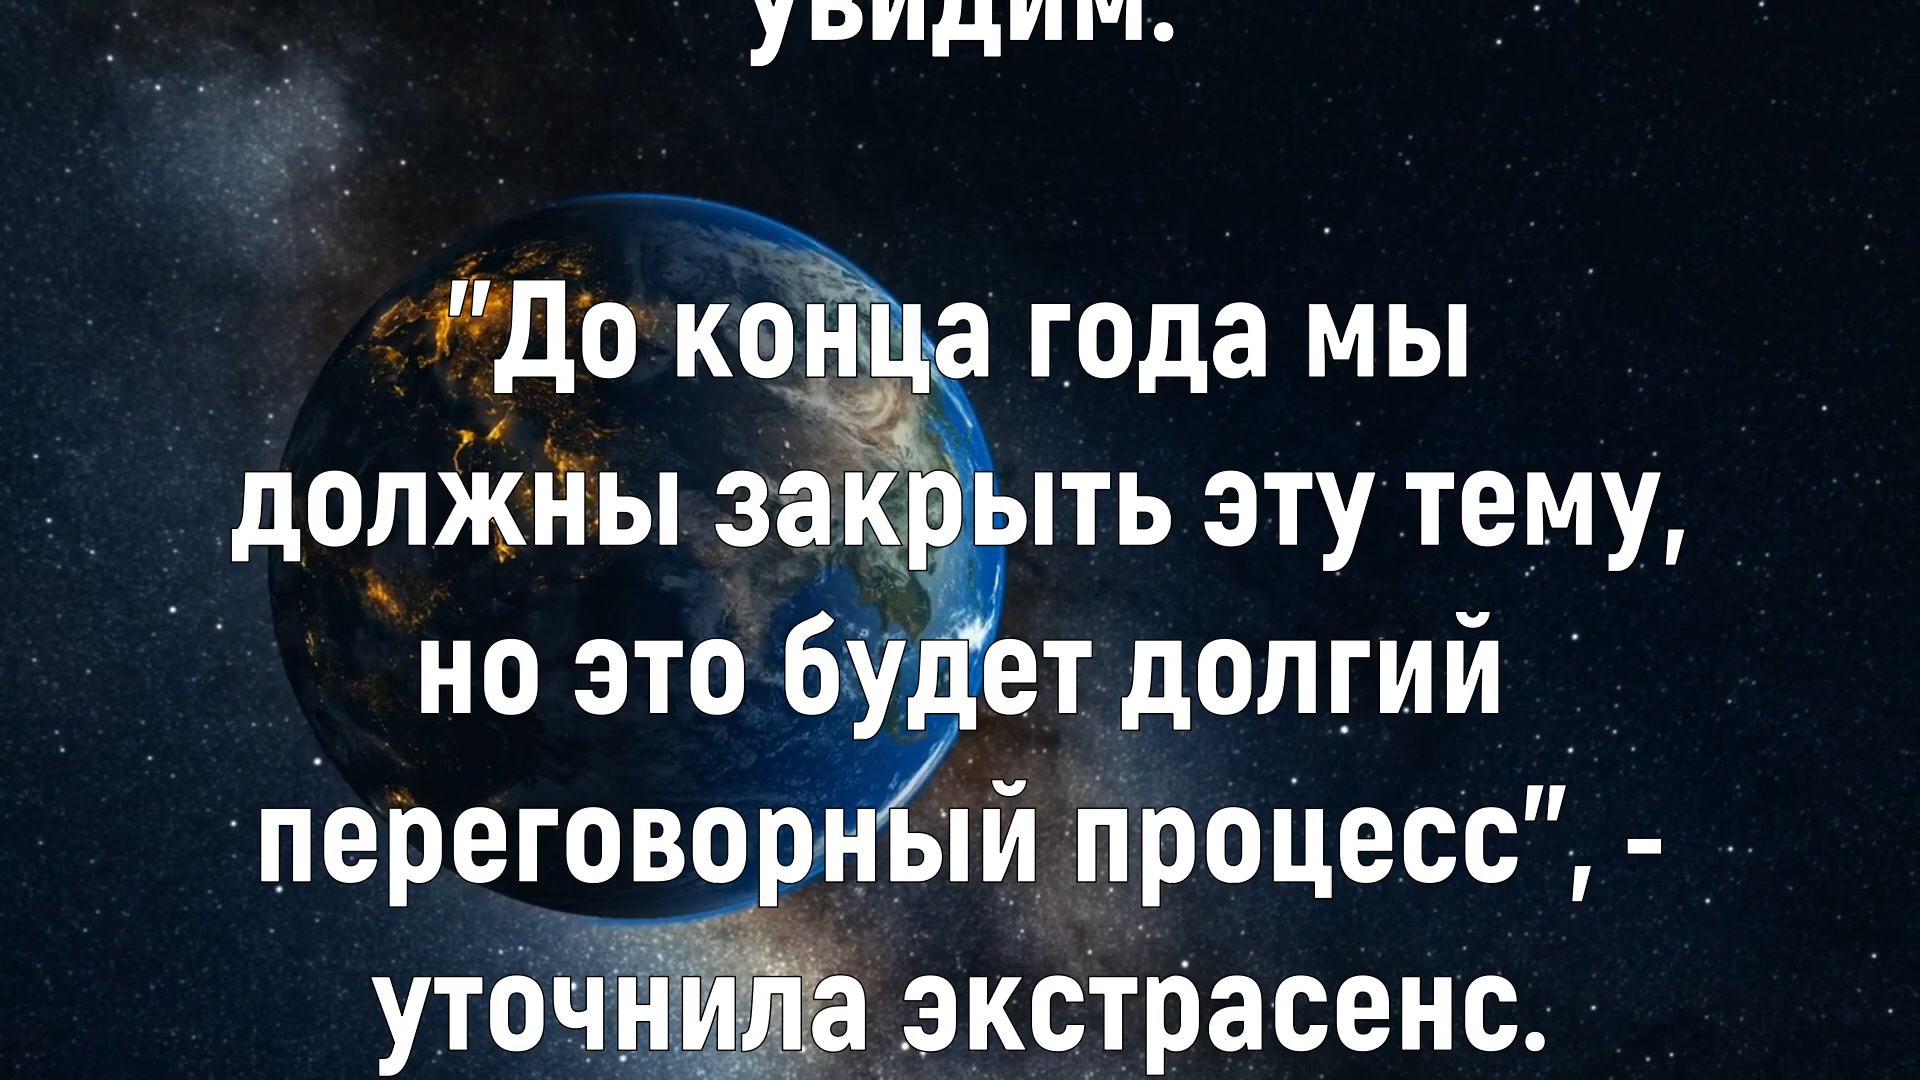 увидим.
"До конца года мы
должны закрыть эту тему,
но это будет долгий
переговорный процесс", -
уточнила экстрасенс.